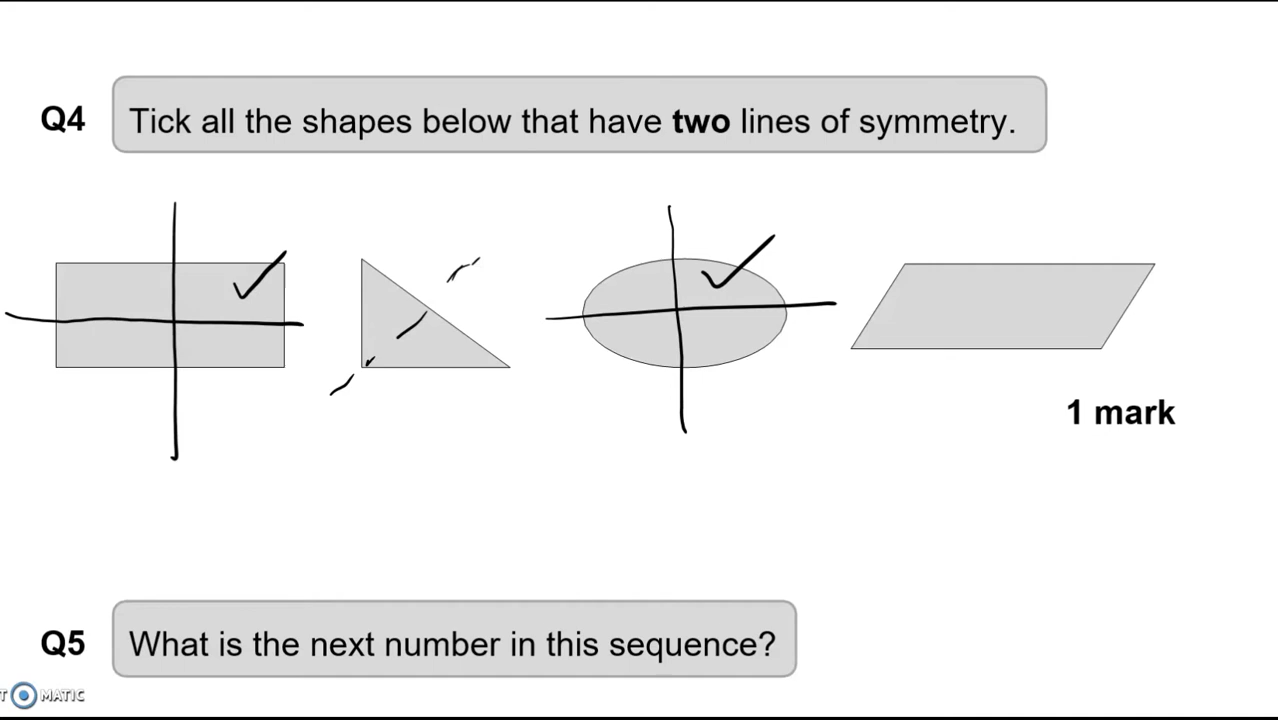 Q4 Tick all the shapes below that have two lines of symmetry.
1 mark
Q5 What is the next number in this sequence?
T MATIC